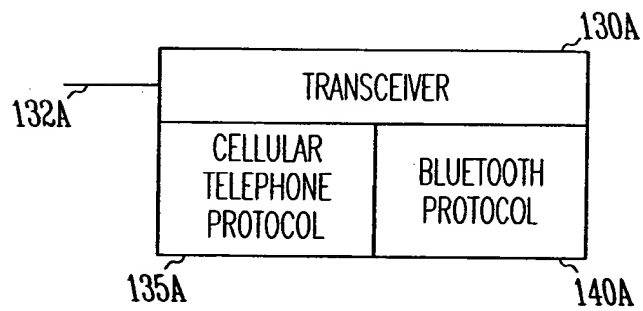 130A
TRANSCEIVER
132A
CELLULAR
TELEPHONE
PROTOCOL
BLUETOOTH
PROTOCOL
135A
140A